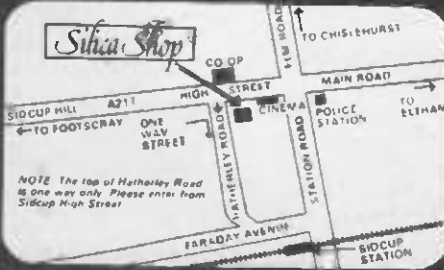 Silica Shop
CO-OP
ELM ROAD
TO CHISLEHURST
MAIN ROAD
HIGH STREET
A211
SIDCUP HILL
TO FOOTSCRAY
ONE WAY STREET
CINEMA
POLICE STATION
TO ELTHAM
HATHERLEY ROAD
STATION ROAD
NOTE The top of Hatherley Road
is one way only. Please enter from
Sidcup High Street
FARADAY AVENUE
SIDCUP STATION